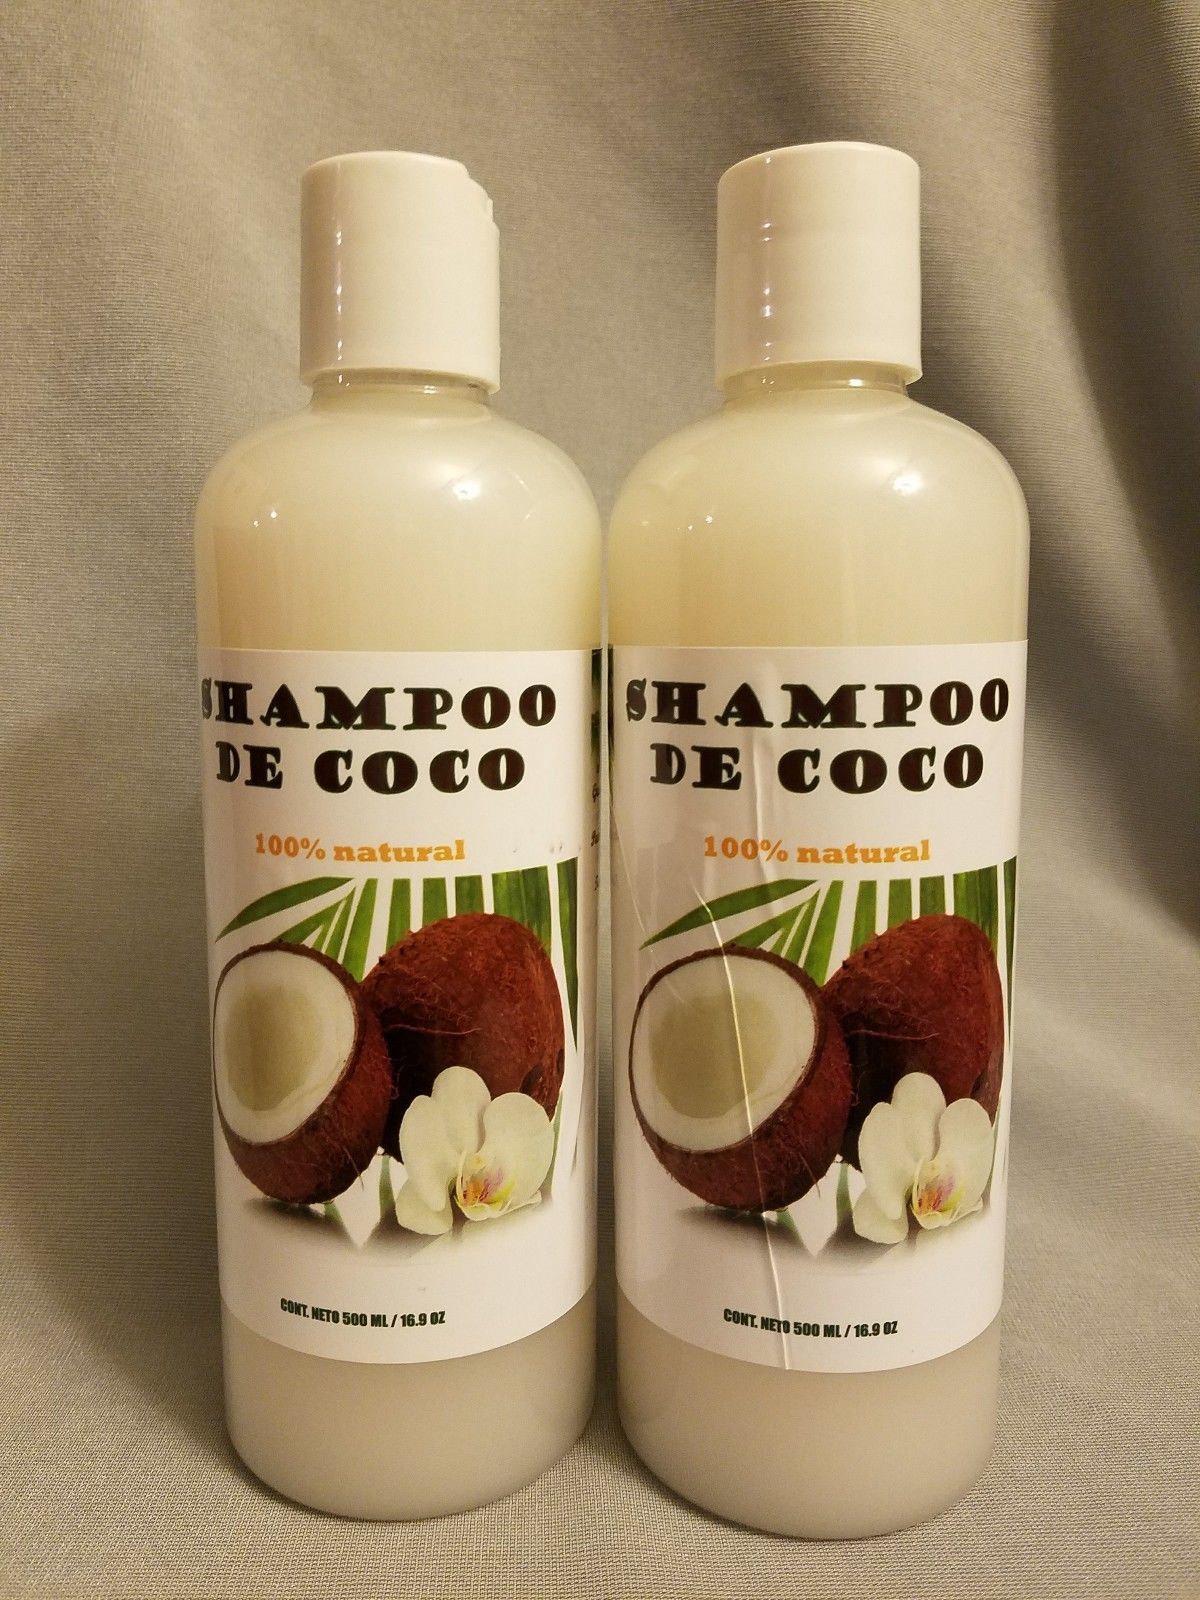 SHAMPOO
DE COCO
100% natural
CONT. NETO 500 ML / 16.9 OZ
SHAMPOO
DE COCO
100% natural
CONT. NETO 500 ML / 16.9 OZ